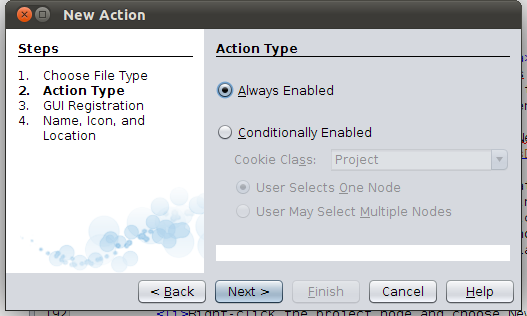 New Action
Steps
1. Choose File Type
2. Action Type
3. GUI Registration
4. Name, Icon, and
Location
Action Type
Always Enabled
Conditionally Enabled
Cookie Class: Project
User Selects One Node
User May Select Multiple Nodes
< Back Next > Finish Cancel Help